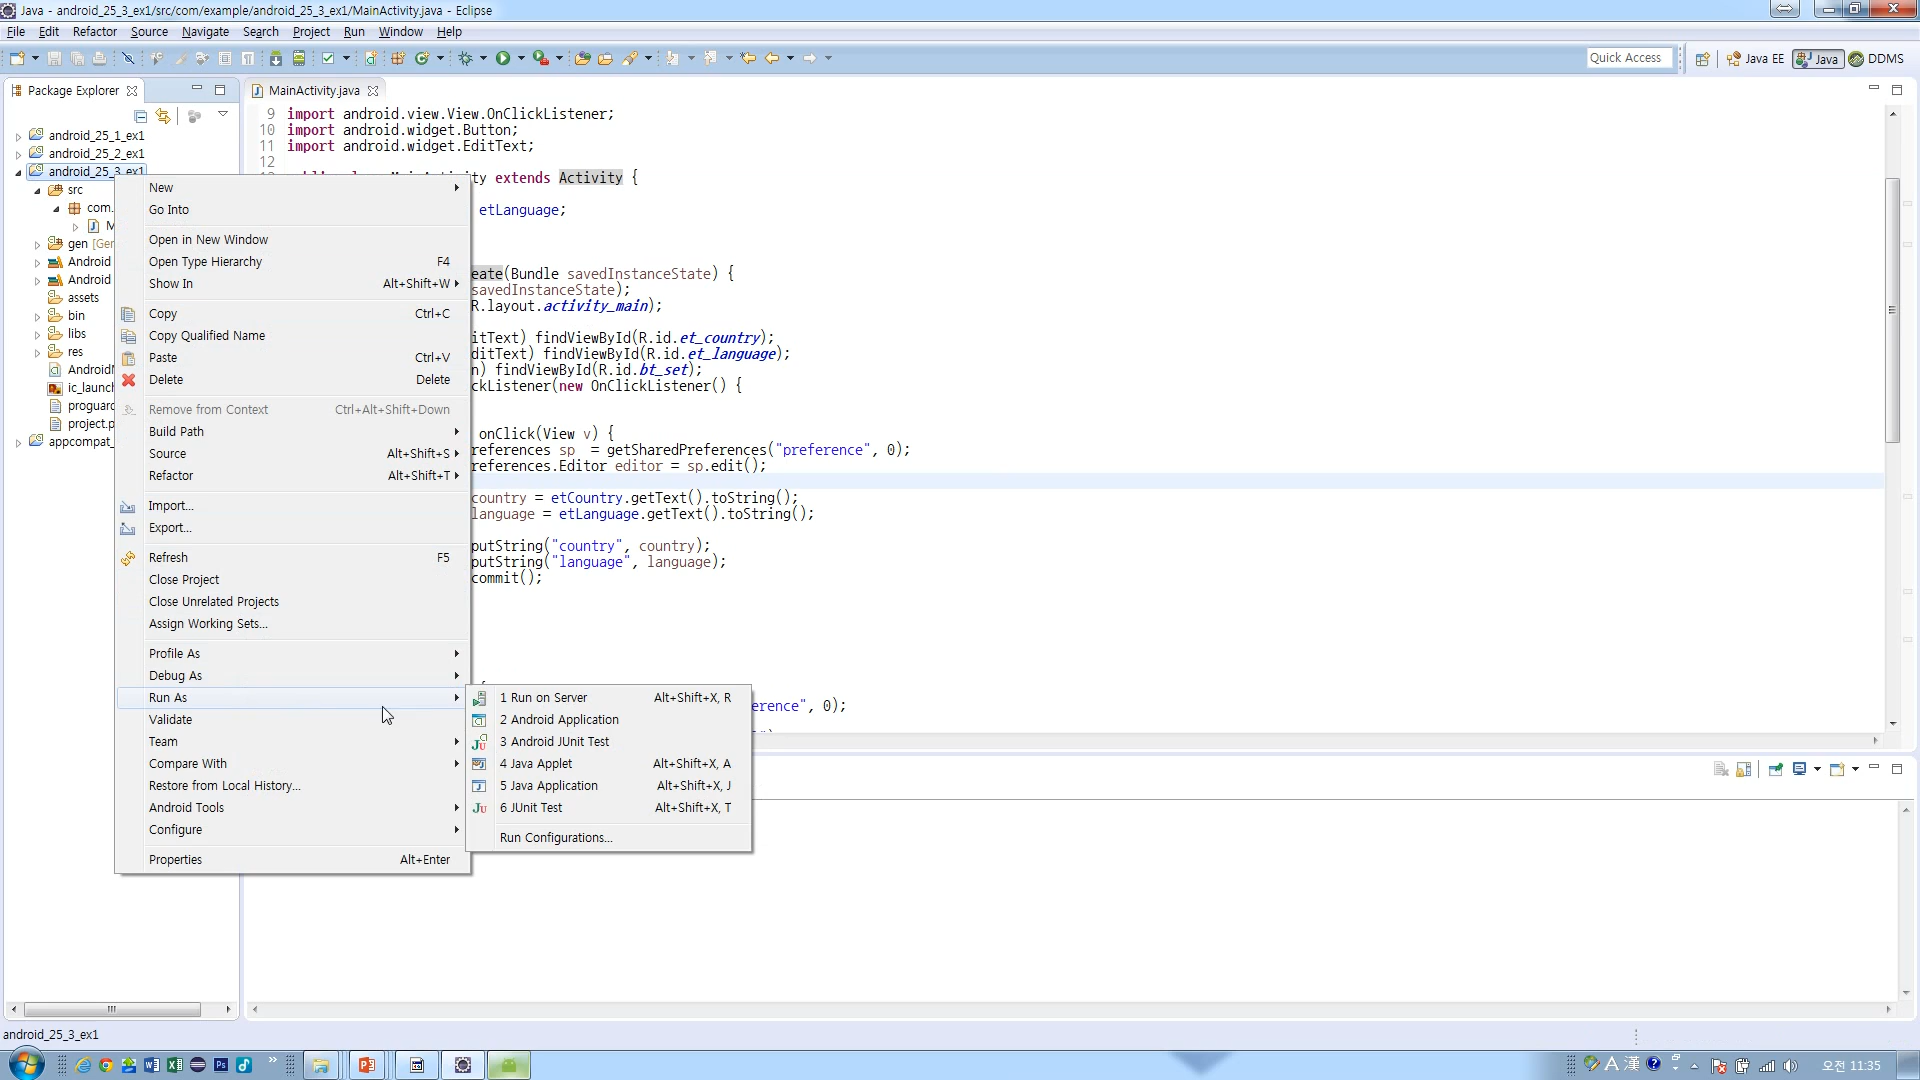 Java - android_25_3_ex1/src/com/example/android_25_3_ex1/MainActivity.java - Eclipse
File Edit Refactor Source Navigate Search Project Run Window Help
Quick Access
Java EE
Java
DDMS
Package Explorer
MainActivity.java
android_25_1_ex1
android_25_2_ex1
android_25_3_ex1
src
com.
gen [Ge
Android
Android
assets
bin
libs
res
Android
ic_launch
proguard
project.p
appcompat_
New
Go Into
Open in New Window
Open Type Hierarchy F4
Show In Alt+Shift+W
Copy Ctrl+C
Copy Qualified Name
Paste Ctrl+V
Delete Delete
Remove from Context Ctrl+Alt+Shift+Down
Build Path
Source Alt+Shift+S
Refactor Alt+Shift+T
Import...
Export...
Refresh F5
Close Project
Close Unrelated Projects
Assign Working Sets...
Profile As
Debug As
Run As
Validate
Team
Compare With
Restore from Local History...
Android Tools
Configure
Properties Alt+Enter
1 Run on Server Alt+Shift+X, R
2 Android Application
3 Android JUnit Test
4 Java Applet Alt+Shift+X, A
5 Java Application Alt+Shift+X, J
6 JUnit Test Alt+Shift+X, T
Run Configurations...
9 import android.view.View.OnClickListener;
10 import android.widget.Button;
11 import android.widget.EditText;
12
ty extends Activity {
etLanguage;
eate(Bundle savedInstanceState) {
savedInstanceState);
R.layout.activity_main);
itText) findViewById(R.id.et_country);
ditText) findViewById(R.id.et_language);
n) findViewById(R.id.bt_set);
ckListener(new OnClickListener() {
onClick(View v) {
references sp = getSharedPreferences("preference", 0);
references.Editor editor = sp.edit();
country = etCountry.getText().toString();
language = etLanguage.getText().toString();
putString("country", country);
putString("language", language);
commit();
{
erence", 0);
android_25_3_ex1
A 漢
오전 11:35